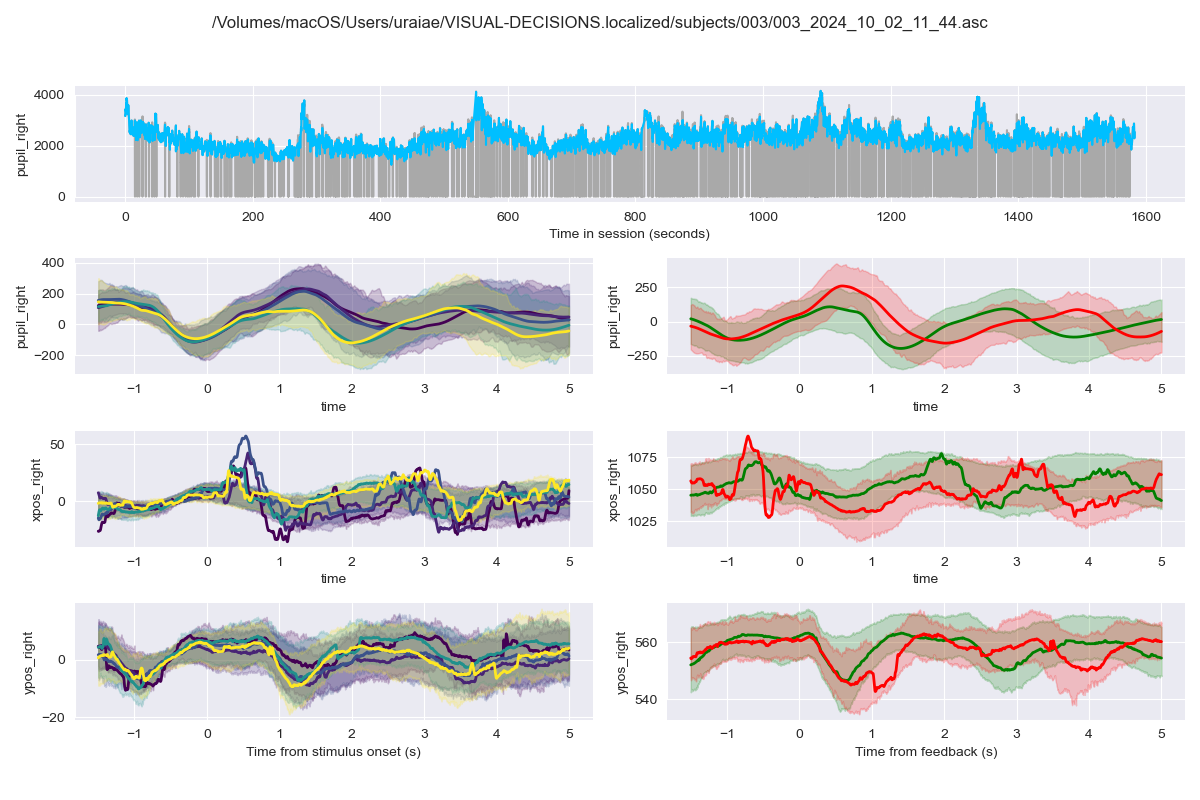 /Volumes/macOS/Users/uraiae/VISUAL-DECISIONS.localized/subjects/003/003_2024_10_02_11_44.asc
pupil_right
4000
2000
0
0 200 400 600 800 1000 1200 1400 1600
Time in session (seconds)
pupil_right
400
200
0
−200
−1 0 1 2 3 4 5
time
pupil_right
250
0
−250
−1 0 1 2 3 4 5
time
xpos_right
50
0
−1 0 1 2 3 4 5
time
xpos_right
1075
1050
1025
−1 0 1 2 3 4 5
time
ypos_right
0
−20
−1 0 1 2 3 4 5
Time from stimulus onset (s)
ypos_right
560
540
−1 0 1 2 3 4 5
Time from feedback (s)